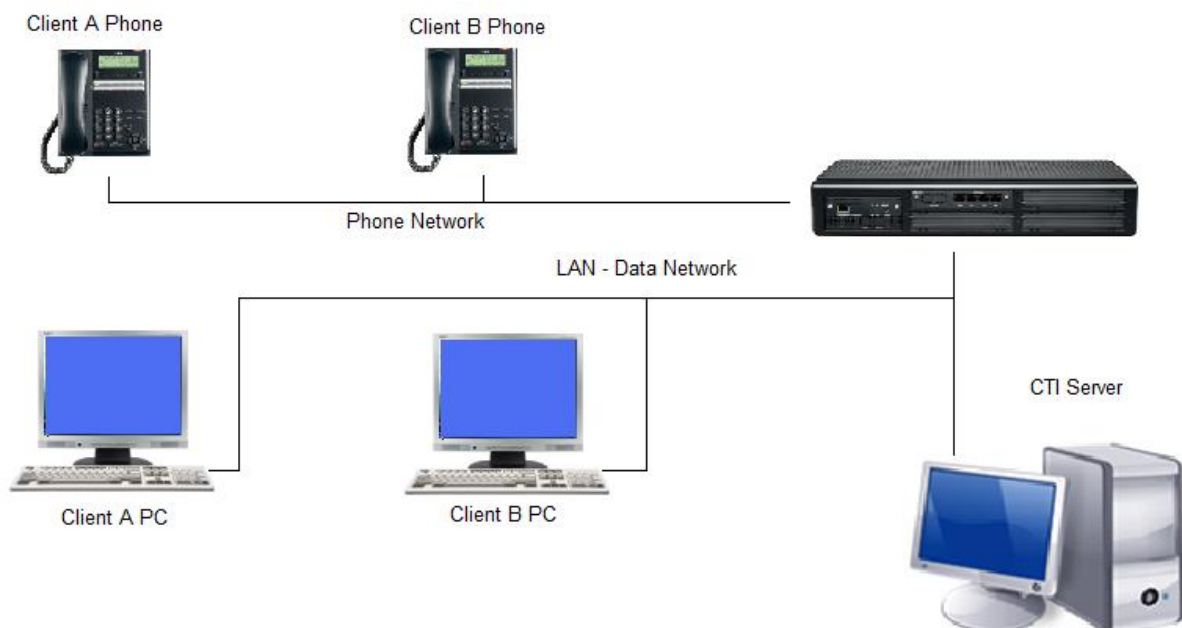 Client A Phone
Client B Phone
Phone Network
LAN - Data Network
CTI Server
Client A PC
Client B PC